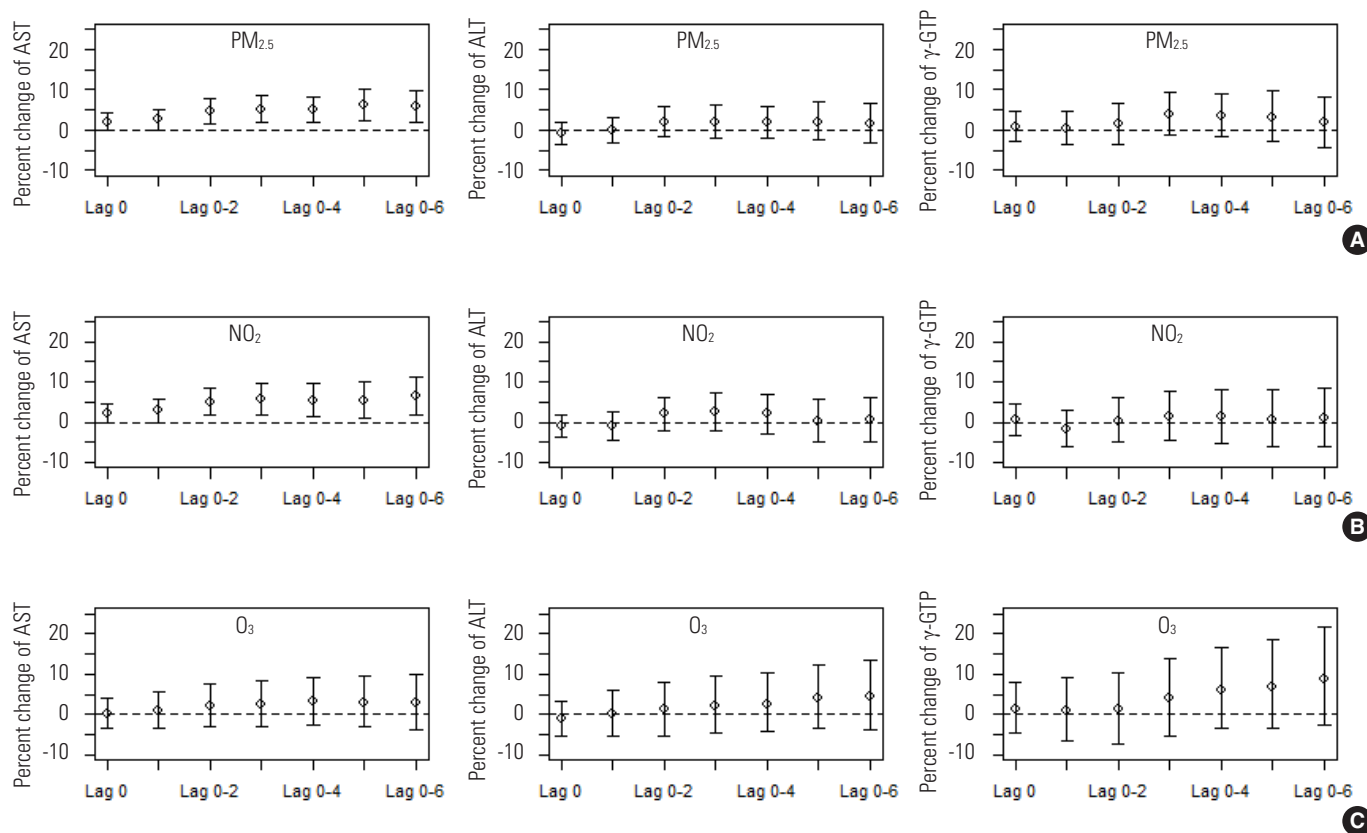 Percent change of AST
PM2.5
20
10
0
-10
Lag 0 Lag 0-2 Lag 0-4 Lag 0-6
Percent change of ALT
PM2.5
20
10
0
-10
Lag 0 Lag 0-2 Lag 0-4 Lag 0-6
Percent change of γ-GTP
PM2.5
20
10
0
-10
Lag 0 Lag 0-2 Lag 0-4 Lag 0-6
A
Percent change of AST
NO2
20
10
0
-10
Lag 0 Lag 0-2 Lag 0-4 Lag 0-6
Percent change of ALT
NO2
20
10
0
-10
Lag 0 Lag 0-2 Lag 0-4 Lag 0-6
Percent change of γ-GTP
NO2
20
10
0
-10
Lag 0 Lag 0-2 Lag 0-4 Lag 0-6
B
Percent change of AST
O3
20
10
0
-10
Lag 0 Lag 0-2 Lag 0-4 Lag 0-6
Percent change of ALT
O3
20
10
0
-10
Lag 0 Lag 0-2 Lag 0-4 Lag 0-6
Percent change of γ-GTP
O3
20
10
0
-10
Lag 0 Lag 0-2 Lag 0-4 Lag 0-6
C